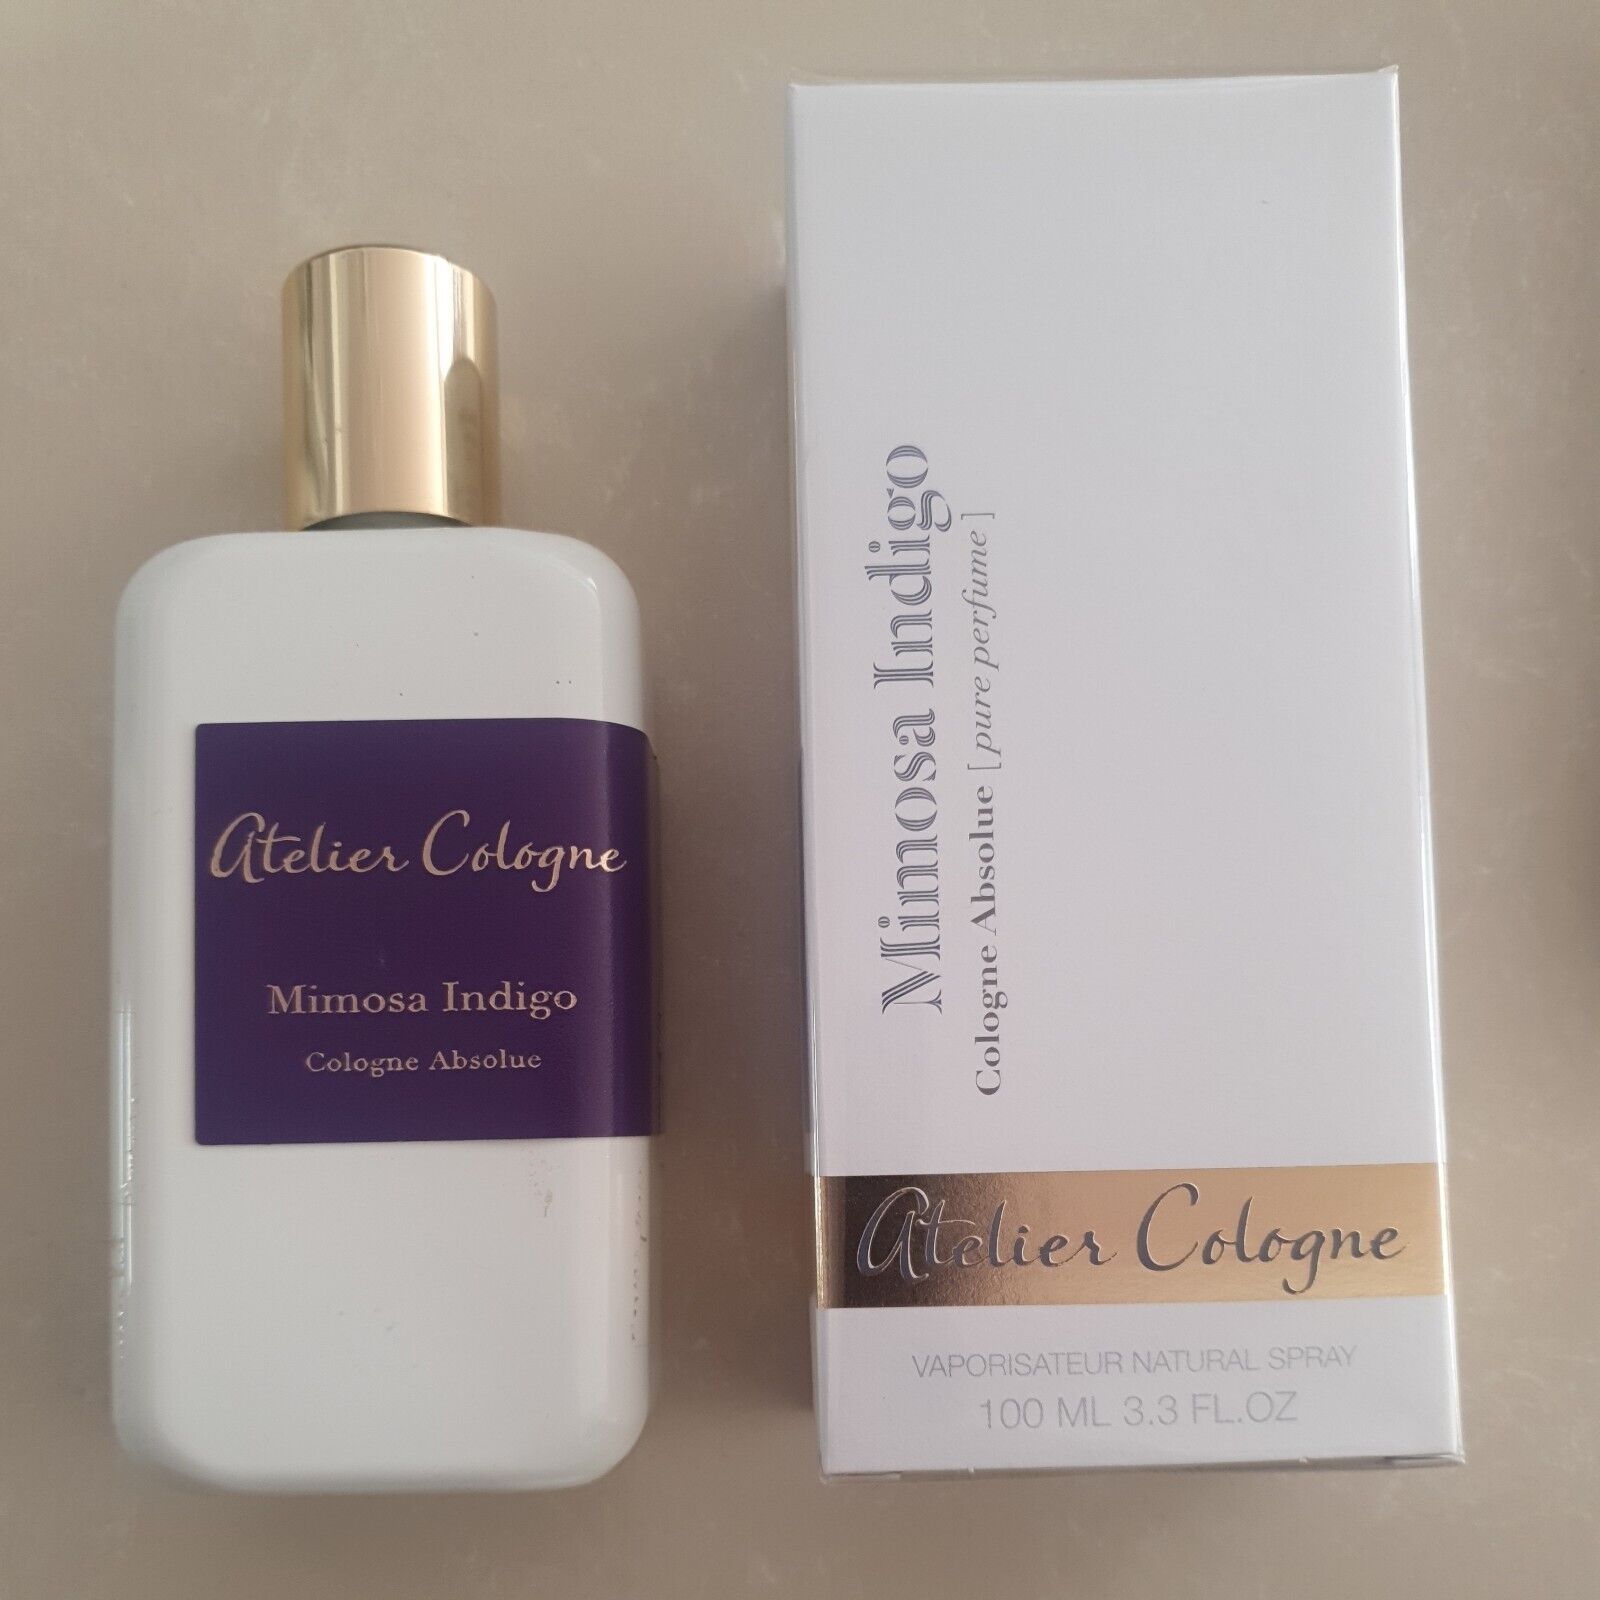 Atelier Cologne
Mimosa Indigo
Cologne Absolue
Mimosa Indigo
Cologne Absolue [pure perfume]
Atelier Cologne
VAPORISATEUR NATURAL SPRAY
100 ML 3.3 FL.OZ